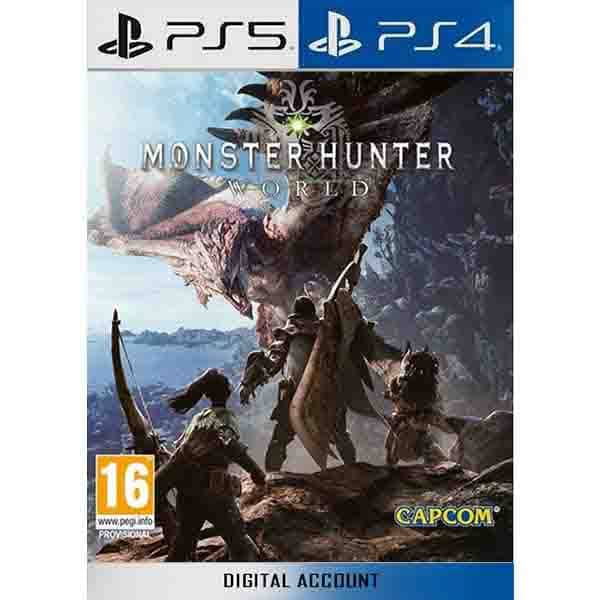 PS5
PS4
MONSTER HUNTER
WORLD
16
www.pegi.info
PROVISIONAL
CAPCOM
DIGITAL ACCOUNT